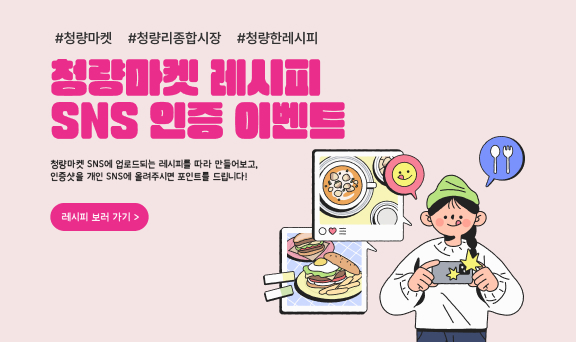 #청량마켓 #청량리종합시장 #청량한레시피
청량마켓 레시피
SNS 인증 이벤트
청량마켓 SNS에 업로드되는 레시피를 따라 만들어보고,
인증샷을 개인 SNS에 올려주시면 포인트를 드립니다!
레시피 보러 가기 >